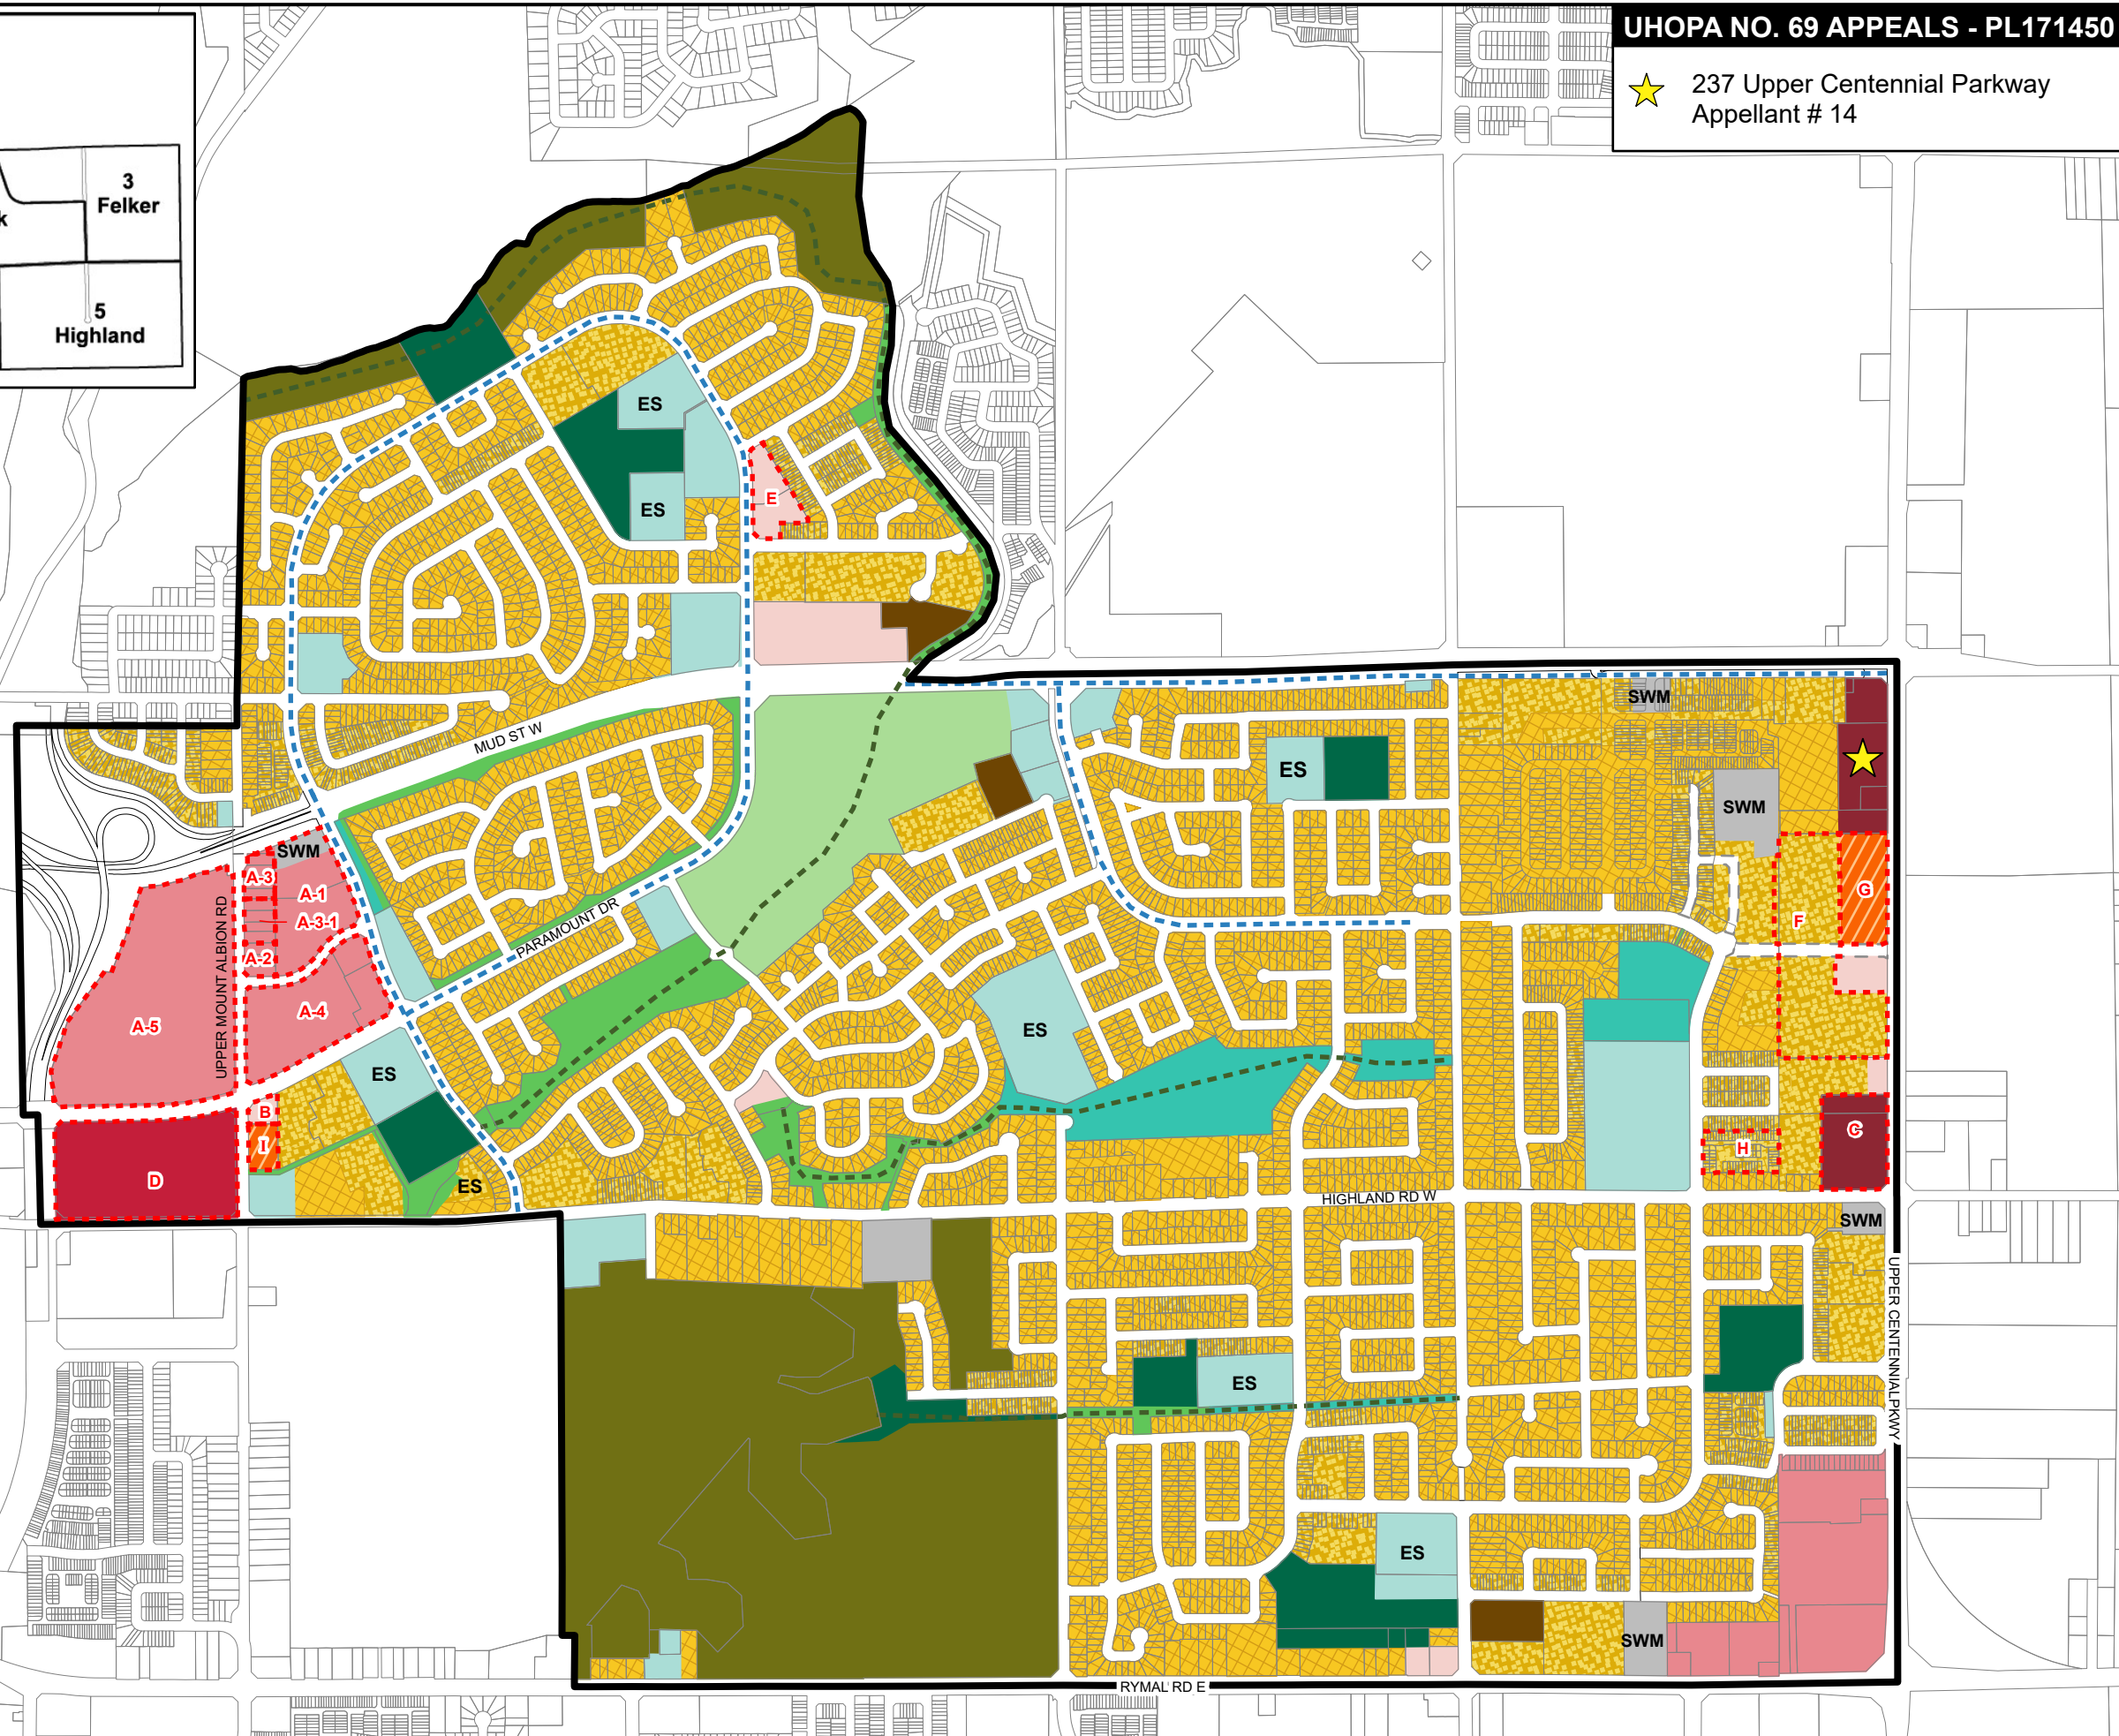 UHOPA NO. 69 APPEALS - PL171450
237 Upper Centennial Parkway
Appellant # 14
3
Felker
k
5
Highland
ES
ES
E
MUD ST W
SWM
ES
SWM
SWM
A-3
A-1
A-3-1
A-2
G
F
PARAMOUNT DR
UPPER MOUNT ALBION RD
A-4
A-5
ES
ES
B
I
C
H
D
ES
HIGHLAND RD W
SWM
UPPER CENTENNIAL PKWY
ES
ES
SWM
RYMAL RD E